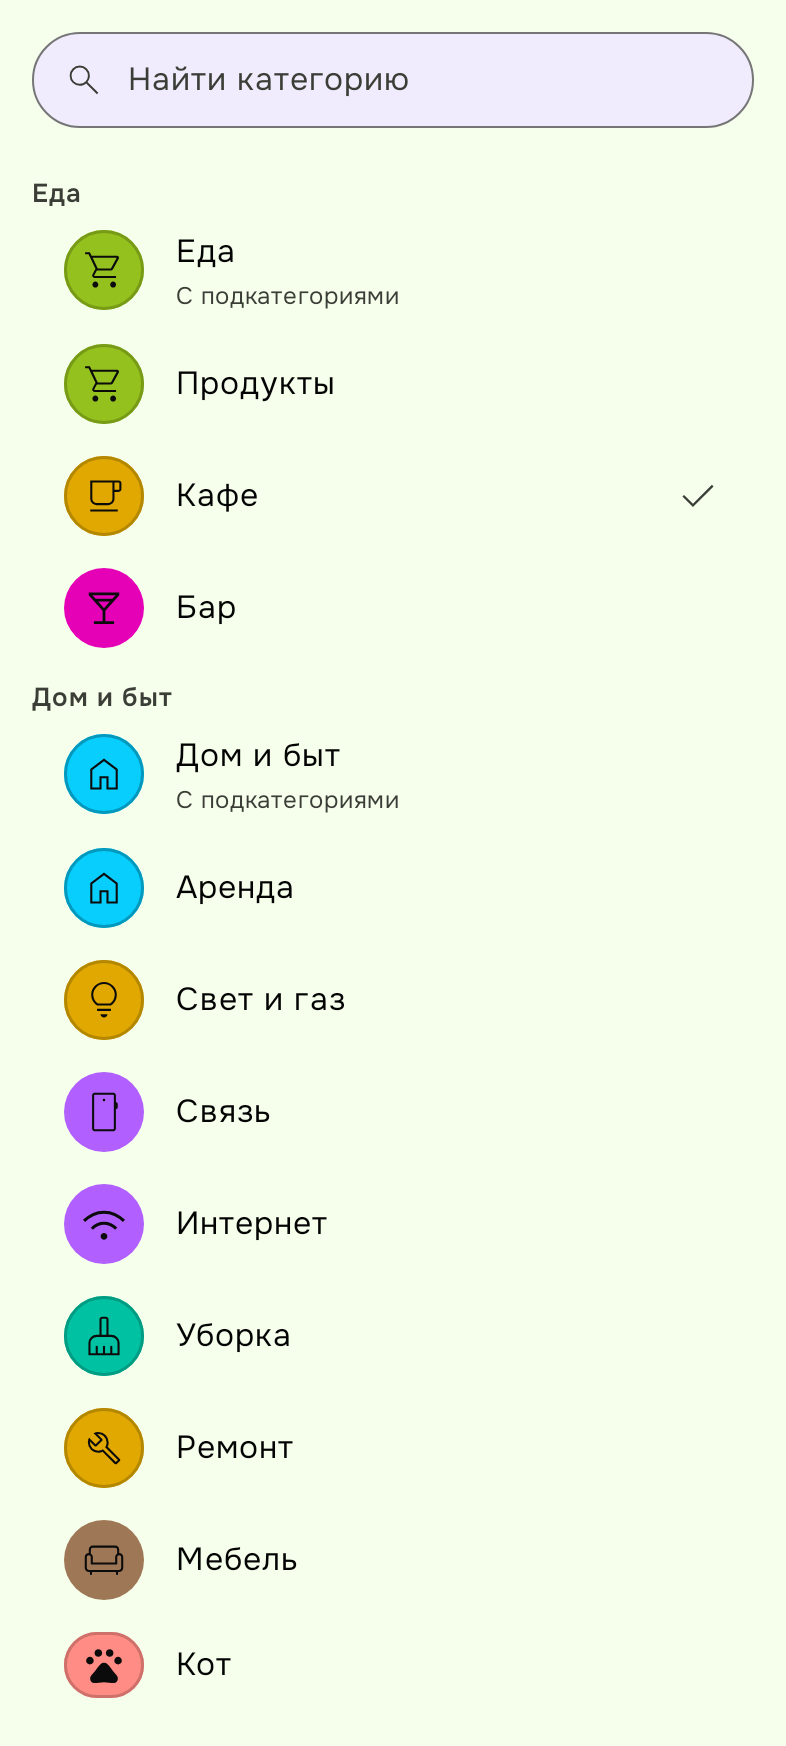 Найти категорию
Еда
Еда
С подкатегориями
Продукты
Кафе
Бар
Дом и быт
Дом и быт
С подкатегориями
Аренда
Свет и газ
Связь
Интернет
Уборка
Ремонт
Мебель
Кот